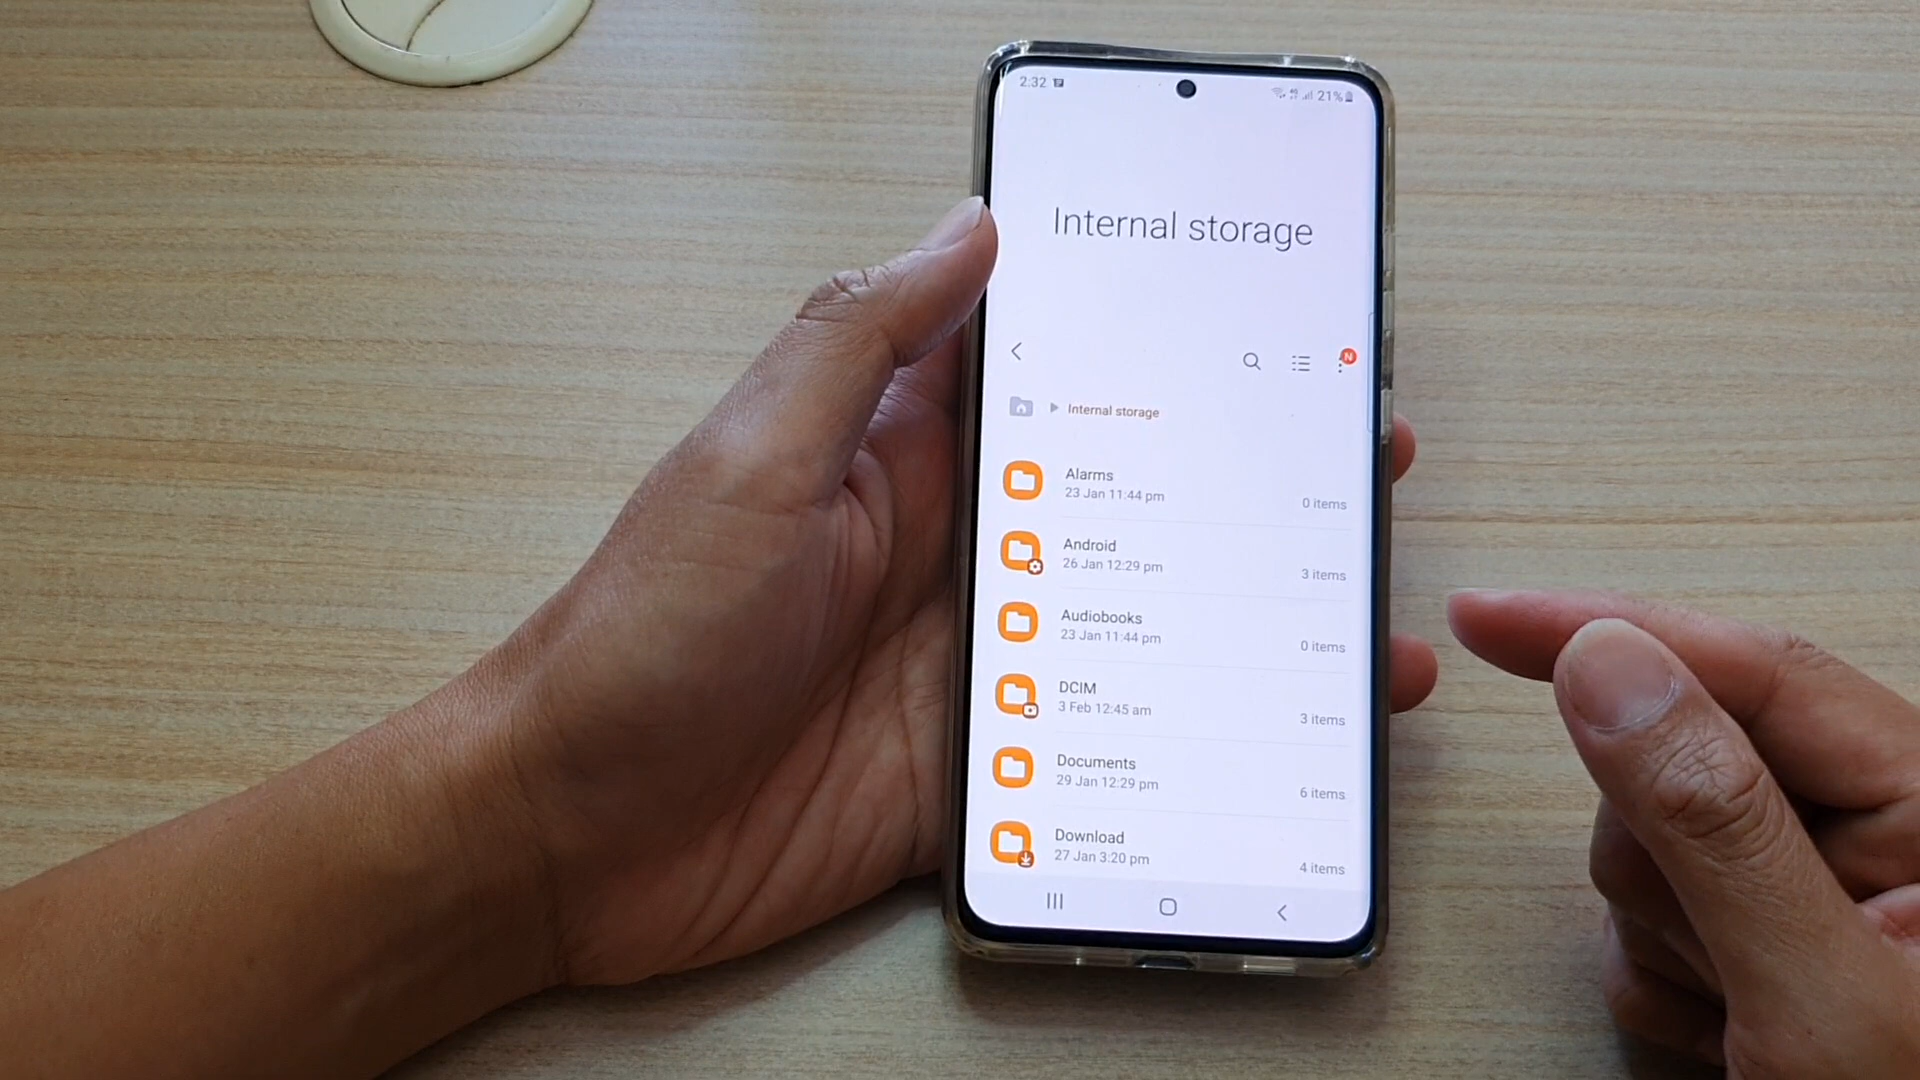 2:32
21%
Internal storage
N
Internal storage
Alarms
23 Jan 11:44 pm
0 items
Android
26 Jan 12:29 pm
3 items
Audiobooks
23 Jan 11:44 pm
0 items
DCIM
3 Feb 12:45 am
3 items
Documents
29 Jan 12:29 pm
6 items
Download
27 Jan 3:20 pm
4 items